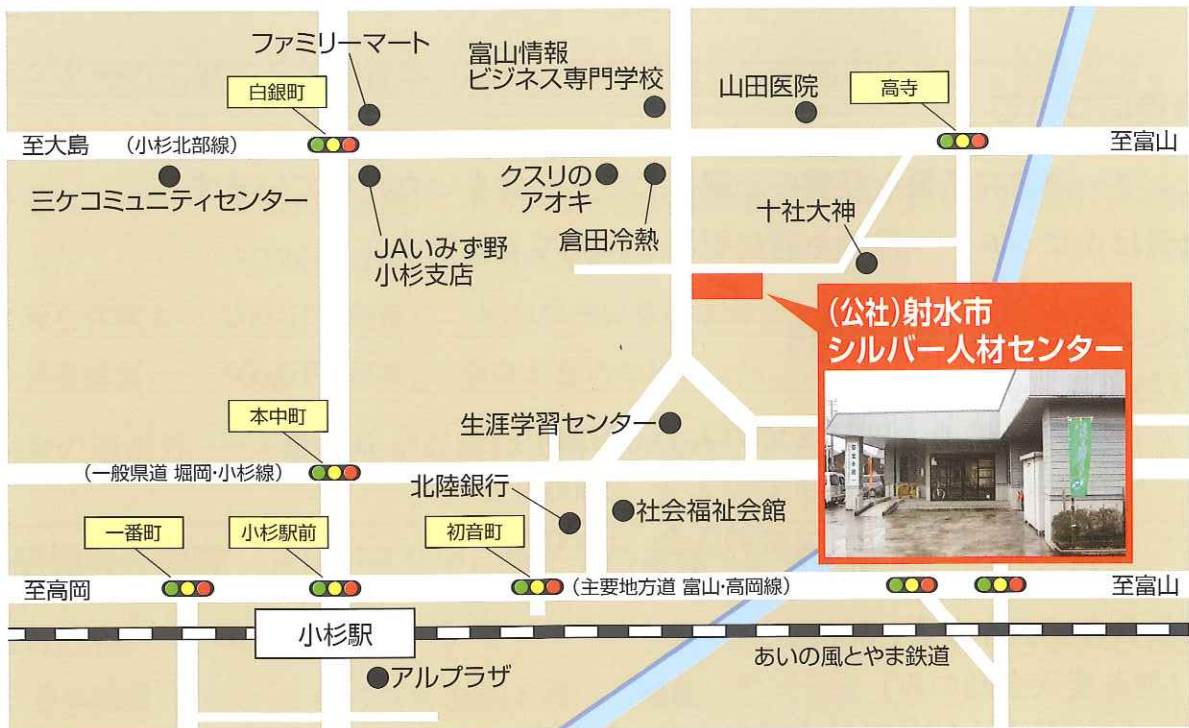 ファミリーマート
富山情報
ビジネス専門学校
山田医院
白銀町
高寺
至大島
(小杉北部線)
至富山
三ケコミュニティセンター
JAいみず野
小杉支店
クスリの
アオキ
倉田冷熱
十社大神
(公社)射水市
シルバー人材センター
生涯学習センター
本中町
(一般県道 堀岡・小杉線)
北陸銀行
社会福祉会館
一番町
小杉駅前
初音町
至高岡
(主要地方道 富山・高岡線)
至富山
小杉駅
あいの風とやま鉄道
アルプラザ